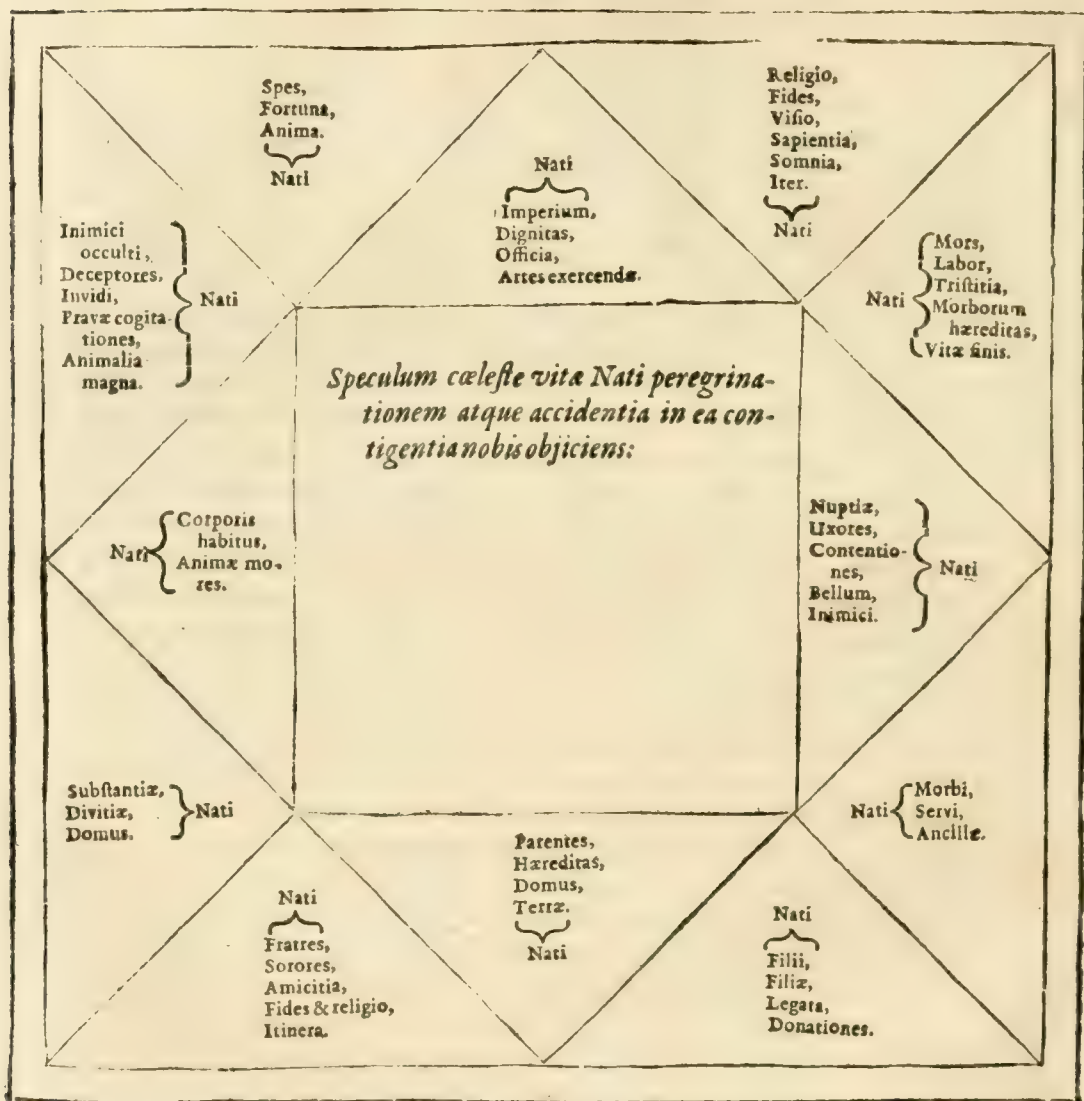 Spes,
Fortuna,
Anima.
Nati
Nati
Imperium,
Dignitas,
Officia,
Artes exercendæ.
Religio,
Fides,
Viſio,
Sapientia,
Somnia,
Iter.
Nati
Inimici
occulti,
Deceptores,
Invidi,
Pravæ cogita-
tiones,
Animalia
magna.
Nati
Nati
Mors,
Labor,
Triſtitia,
Morborum
hæreditas,
Vitæ finis.
Speculum cœleſte vitæ Nati peregrina-
tionem atque accidentia in ea con-
tigentia nobis objiciens:
Nati
Corporis
habitus,
Animæ mo-
res.
Nuptiæ,
Uxores,
Contentio-
nes,
Bellum,
Inimici.
Nati
Subſtantiæ,
Divitiæ,
Domus.
Nati
Nati
Morbi,
Servi,
Ancillæ.
Nati
Fratres,
Sorores,
Amicitia,
Fides & religio,
Itinera.
Parentes,
Hæreditas,
Domus,
Terræ.
Nati
Nati
Filii,
Filiæ,
Legata,
Donationes.